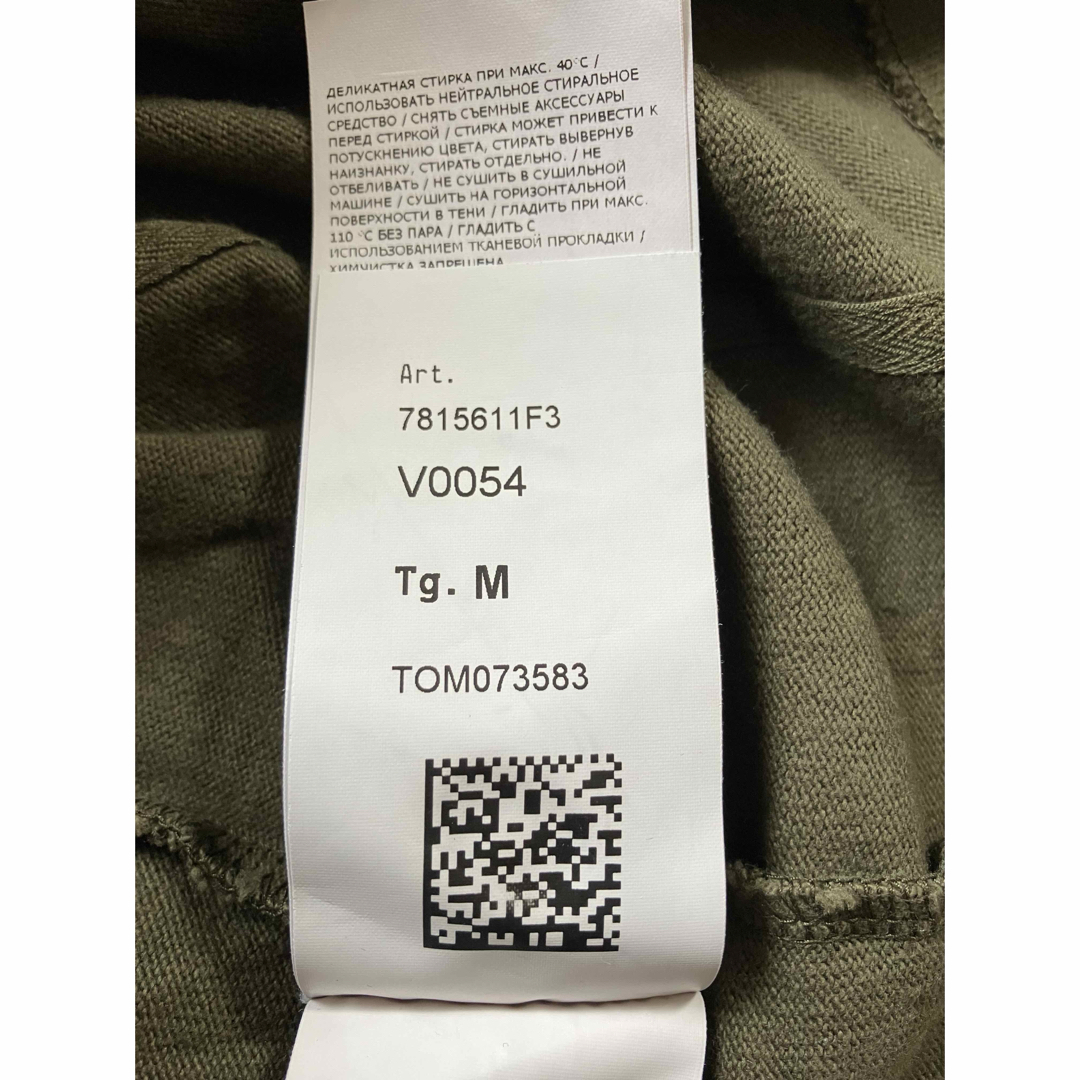 ДЕЛИКАТНАЯ СТИРКА ПРИ МАКС. 40°C /
ИСПОЛЬЗОВАТЬ НЕЙТРАЛЬНОЕ СТИРАЛЬНОЕ
СРЕДСТВО / СНЯТЬ СЪЕМНЫЕ АКСЕССУАРЫ
ПЕРЕД СТИРКОЙ / СТИРКА МОЖЕТ ПРИВЕСТИ К
ПОТУСКНЕНИЮ ЦВЕТА, СТИРАТЬ ВЫВЕРНУВ
НАИЗНАНКУ, СТИРАТЬ ОТДЕЛЬНО. / НЕ
ОТБЕЛИВАТЬ / НЕ СУШИТЬ В СУШИЛЬНОЙ
МАШИНЕ / СУШИТЬ НА ГОРИЗОНТАЛЬНОЙ
ПОВЕРХНОСТИ В ТЕНИ / ГЛАДИТЬ ПРИ МАКС.
110 °C БЕЗ ПАРА / ГЛАДИТЬ С
ИСПОЛЬЗОВАНИЕМ ТКАНЕВОЙ ПРОКЛАДКИ /
ХИМЧИСТКА ЗАПРЕЩЕНА
Art.
7815611F3
V0054
Tg. M
TOM073583